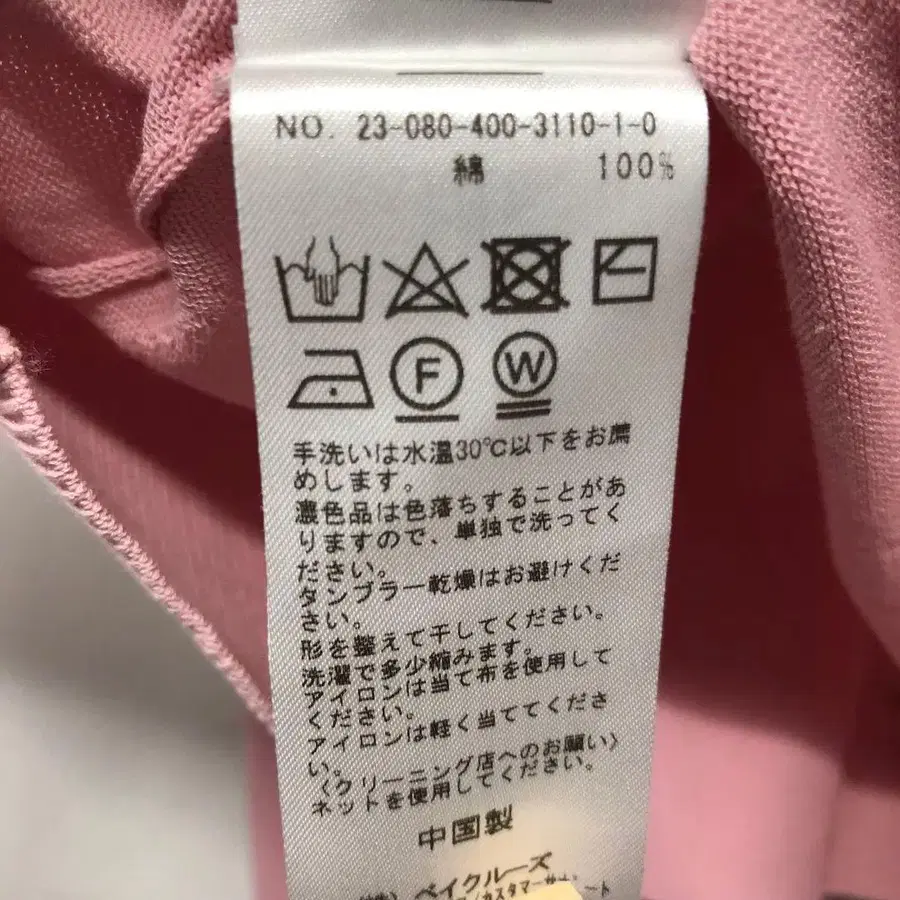 NO. 23-080-400-3110-1-0
綿 100%
F W
手洗いは水温30℃以下をお薦
めします。
濃色品は色落ちすることがあ
りますので、単独で洗ってく
ださい。
タンブラー乾燥はお避けくだ
さい。
形を整えて干してください。
洗濯で多少縮みます。
アイロンは当て布を使用して
ください。
アイロンは軽く当ててくださ
い。
〈クリーニング店へのお願い〉
ネットを使用してください。
中国製
ベイクルーズ
カスタマーサ
ート